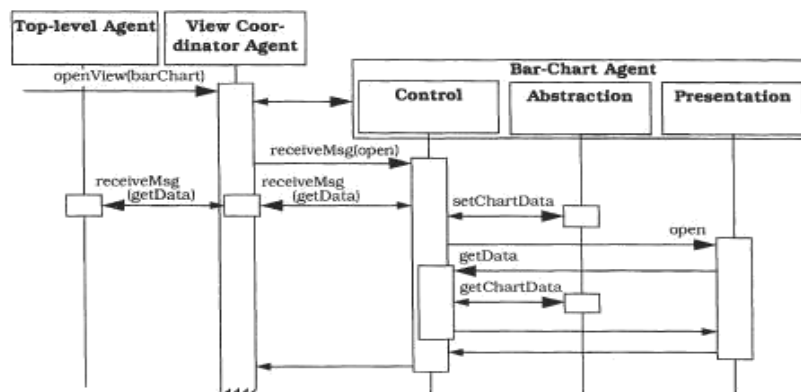 Top-level Agent
View Coor-
dinator Agent
openView(barChart)
Bar-Chart Agent
Control
Abstraction
Presentation
receiveMsg(open)
receiveMsg
(getData)
receiveMsg
(getData)
setChartData
open
getData
getChartData